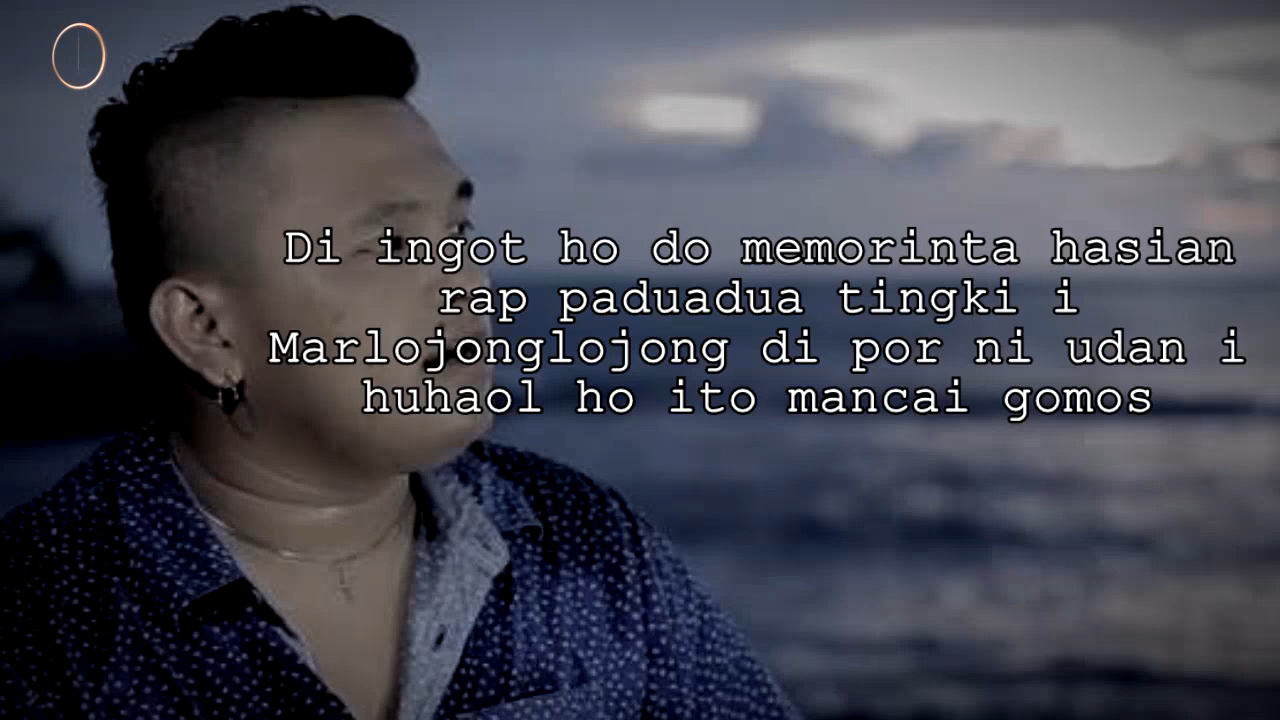 Di ingot ho do memorinta hasian
rap paduadua tingki i
Marlojonglojong di por ni udan i
huhaol ho ito mancai gomos